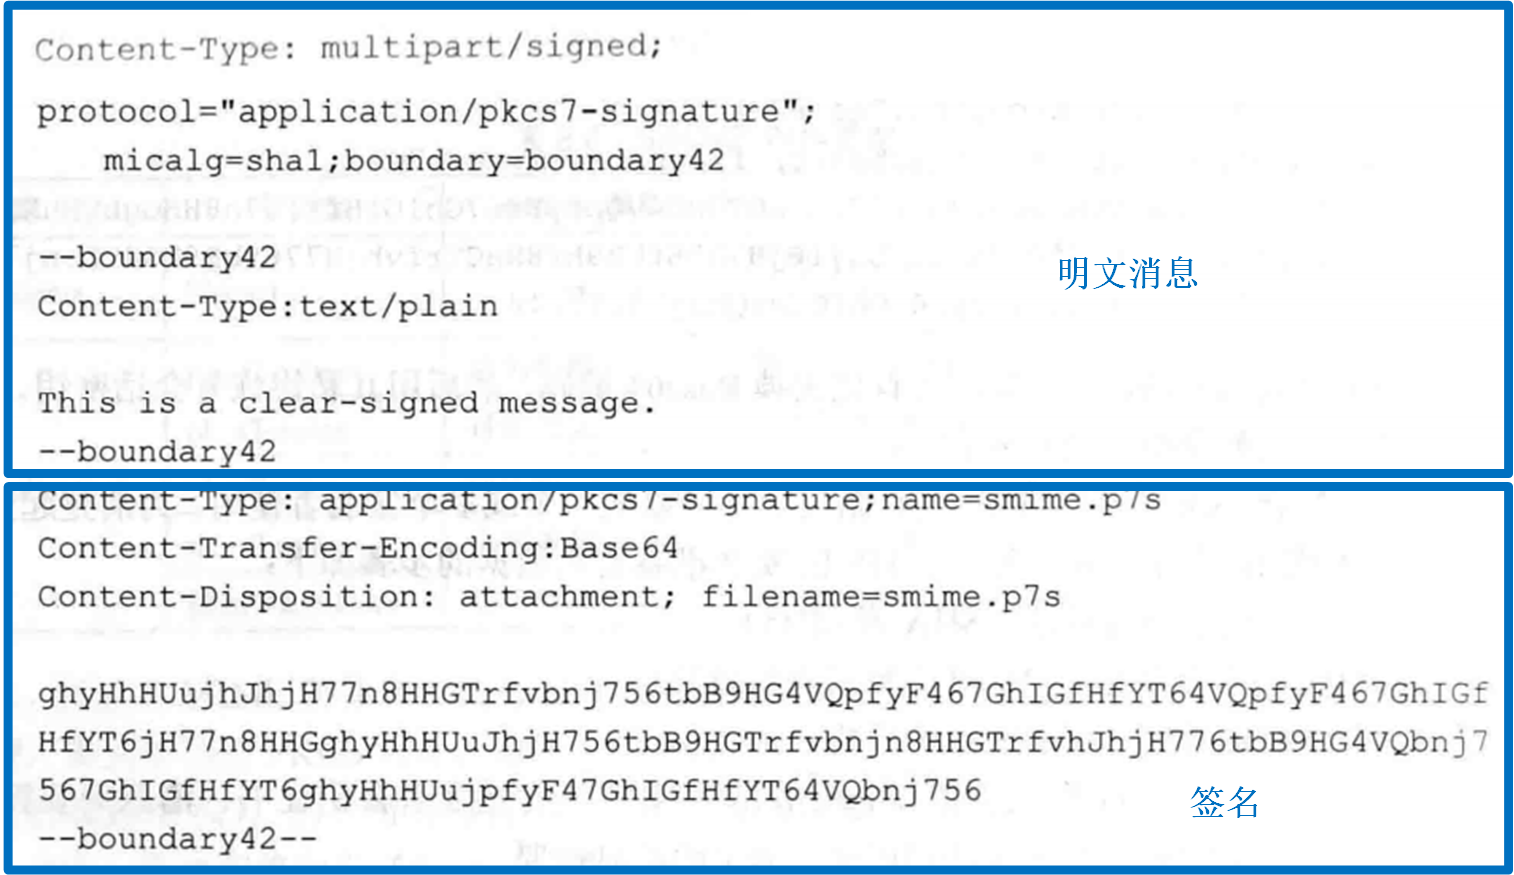 Content-Type: multipart/signed;
protocol="application/pkcs7-signature";
micalg=sha1;boundary=boundary42
--boundary42
Content-Type:text/plain
明文消息
This is a clear-signed message.
--boundary42
Content-Type: application/pkcs7-signature;name=smime.p7s
Content-Transfer-Encoding:Base64
Content-Disposition: attachment; filename=smime.p7s
ghyHhHUujhJhjH77n8HHGTrfvbnj756tbB9HG4VQpfyF467GhIGfHfYT64VQpfyF467GhIGf
HfYT6jH77n8HHGghyHhHUuJhjH756tbB9HGTrfvbnjn8HHGTrfvhJhjH776tbB9HG4VQbnj7
567GhIGfHfYT6ghyHhHUujpfyF47GhIGfHfYT64VQbnj756
签名
--boundary42--